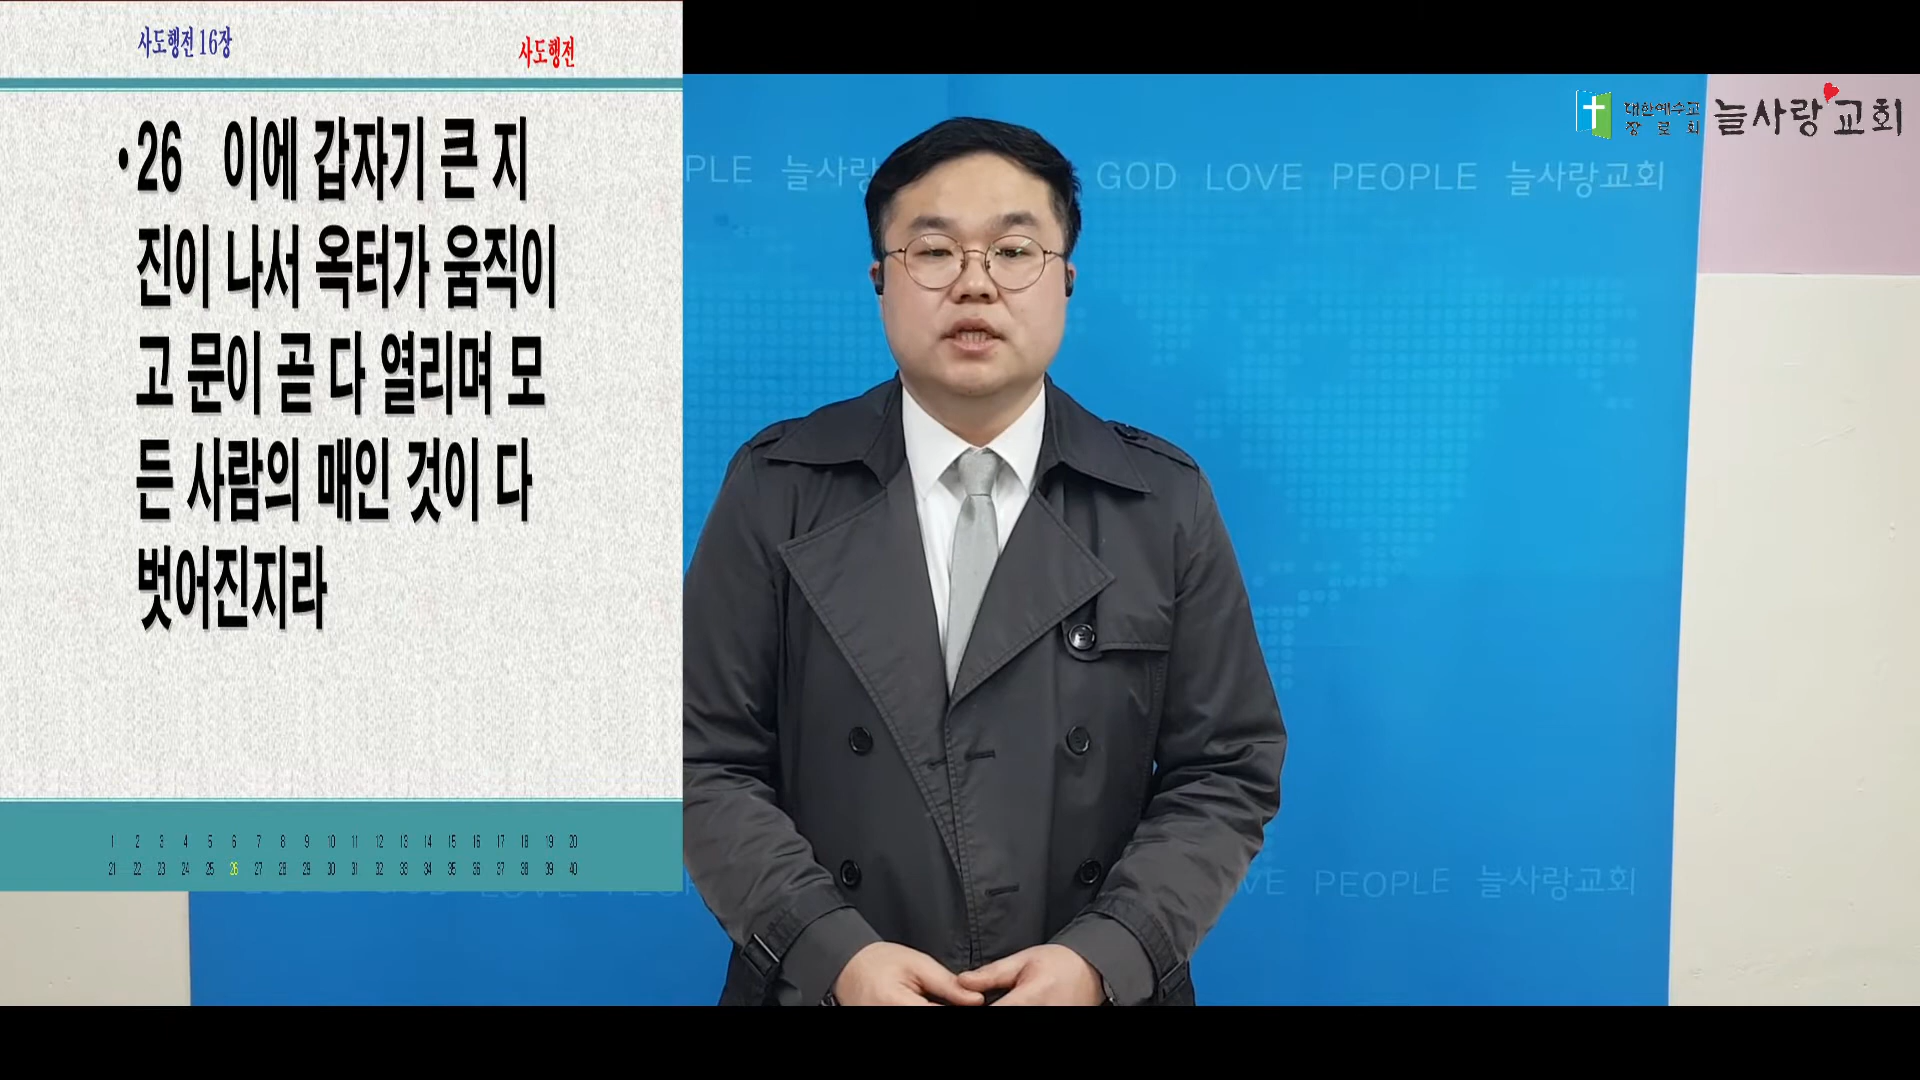 사도행전 16장
사도행전
•26 이에 갑자기 큰 지
진이 나서 옥터가 움직이
고 문이 곧 다 열리며 모
든 사람의 매인 것이 다
벗어진지라
1 2 3 4 5 6 7 8 9 10 11 12 13 14 15 16 17 18 19 20
21 22 23 24 25 26 27 28 29 30 31 32 33 34 35 36 37 38 39 40
대한예수교
장로회
늘사랑교회
PLE 늘사랑 GOD LOVE PEOPLE 늘사랑교회
GOD LOVE PEOP VE PEOPLE 늘사랑교회